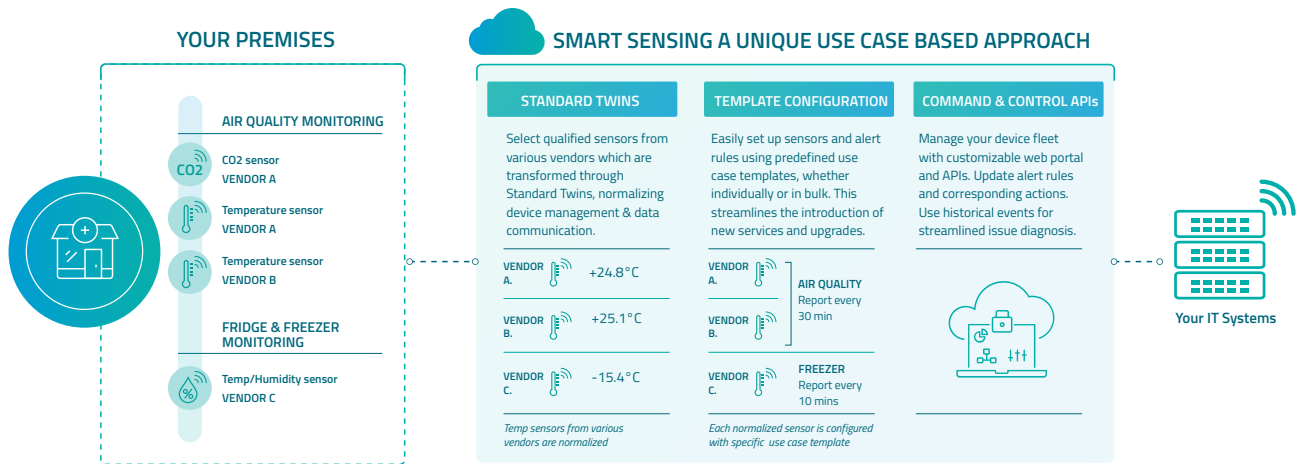 YOUR PREMISES
AIR QUALITY MONITORING
CO2
CO2 sensor
VENDOR A
Temperature sensor
VENDOR A
Temperature sensor
VENDOR B
FRIDGE & FREEZER
MONITORING
%
Temp/Humidity sensor
VENDOR C
SMART SENSING A UNIQUE USE CASE BASED APPROACH
STANDARD TWINS
Select qualified sensors from
various vendors which are
transformed through
Standard Twins, normalizing
device management & data
communication.
VENDOR
A.
+24.8°C
VENDOR
B.
+25.1°C
VENDOR
C.
-15.4°C
Temp sensors from various
vendors are normalized
TEMPLATE CONFIGURATION
Easily set up sensors and alert
rules using predefined use
case templates, whether
individually or in bulk. This
streamlines the introduction of
new services and upgrades.
VENDOR
A.
VENDOR
B.
AIR QUALITY
Report every
30 min
VENDOR
C.
FREEZER
Report every
10 mins
Each normalized sensor is configured
with specific use case template
COMMAND & CONTROL APIs
Manage your device fleet
with customizable web portal
and APIs. Update alert rules
and corresponding actions.
Use historical events for
streamlined issue diagnosis.
Your IT Systems